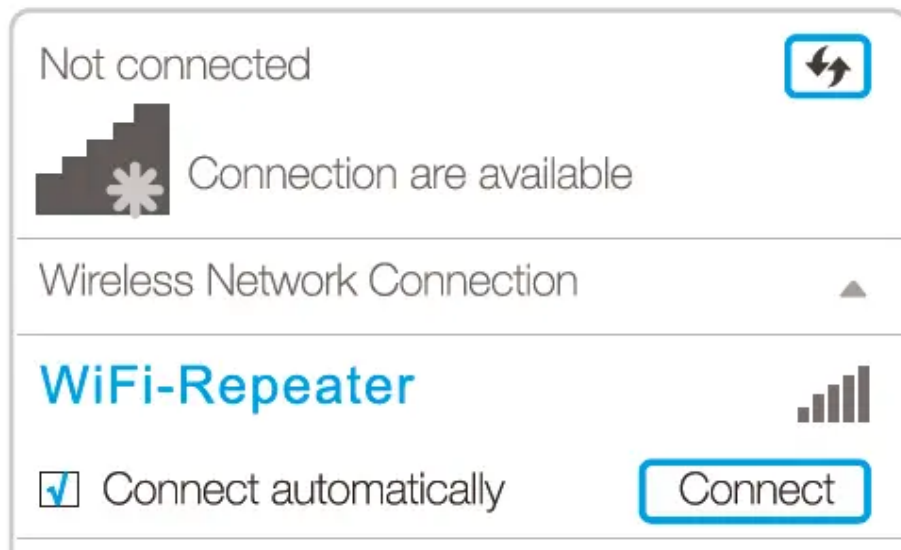 Not connected
Connection are available
Wireless Network Connection
WiFi-Repeater
Connect automatically
Connect